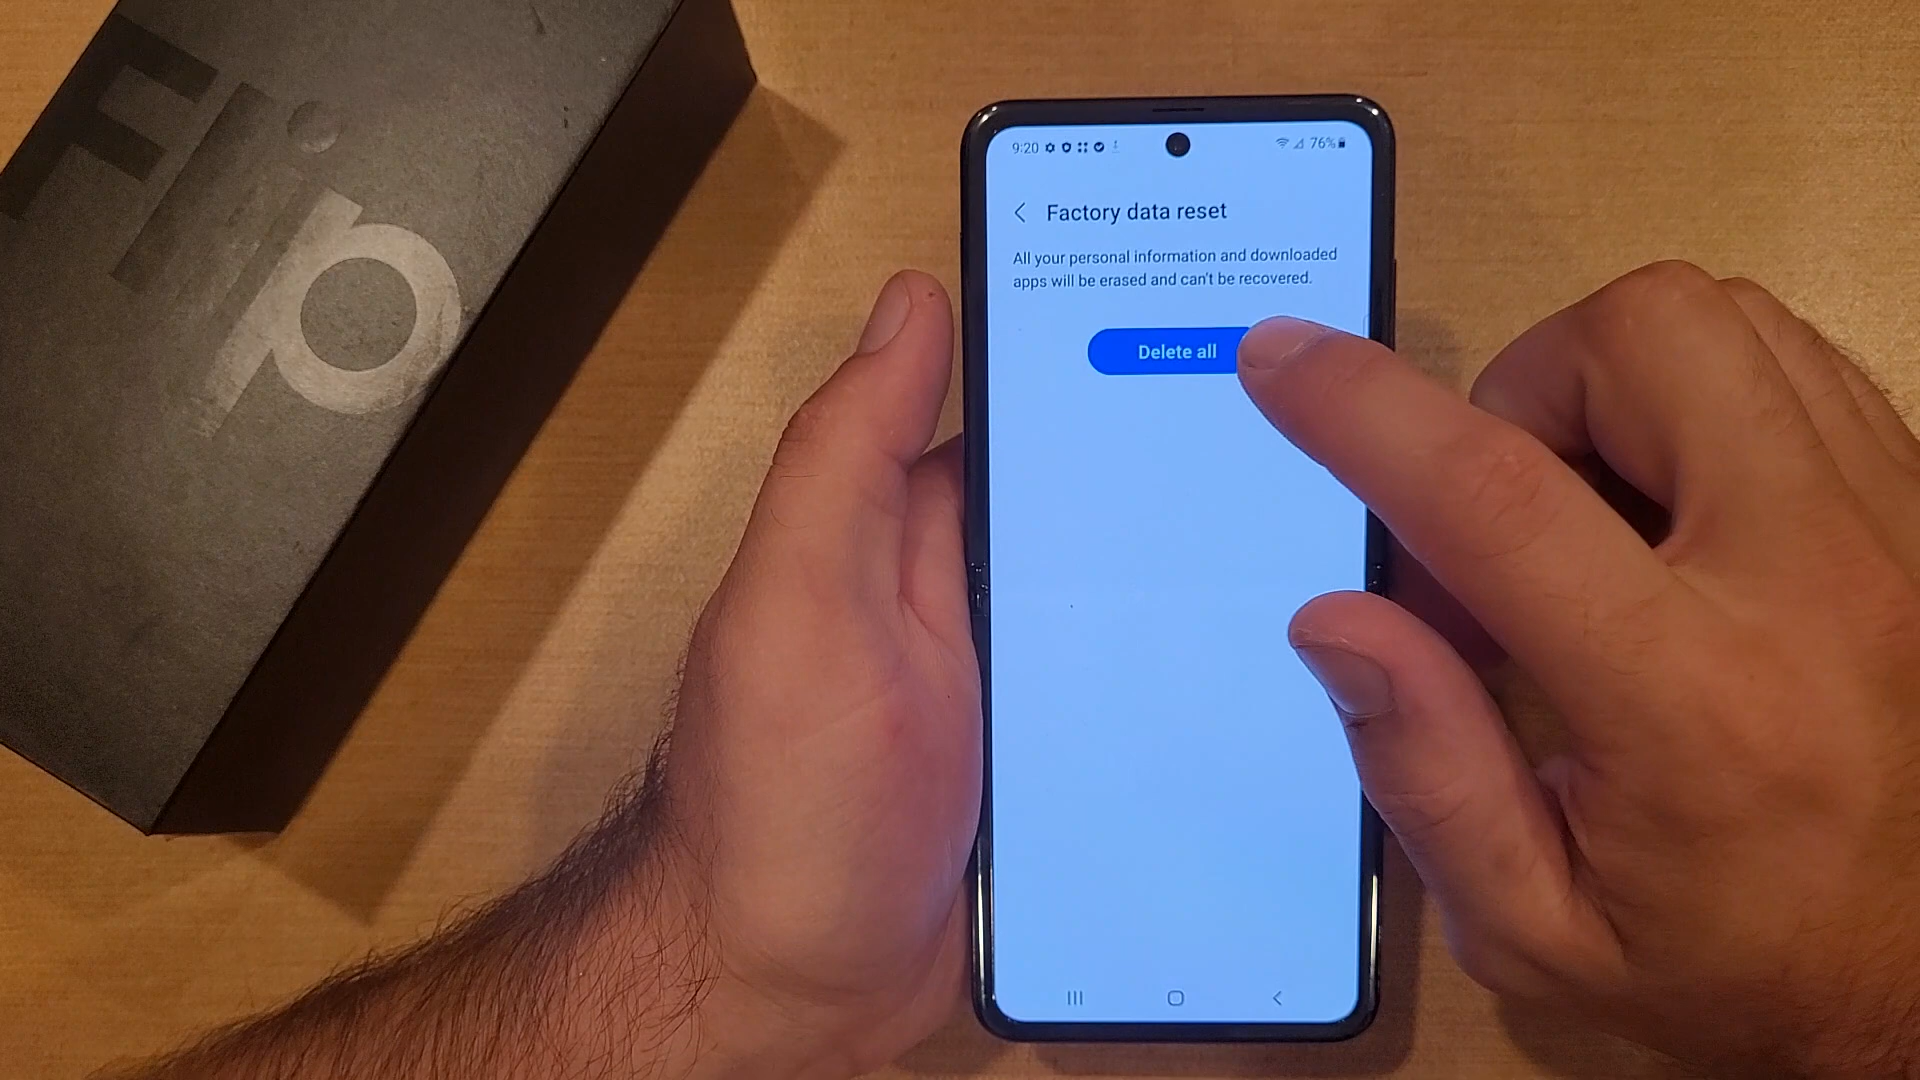 Flip
9:20
76%
Factory data reset
All your personal information and downloaded
apps will be erased and can't be recovered.
Delete all